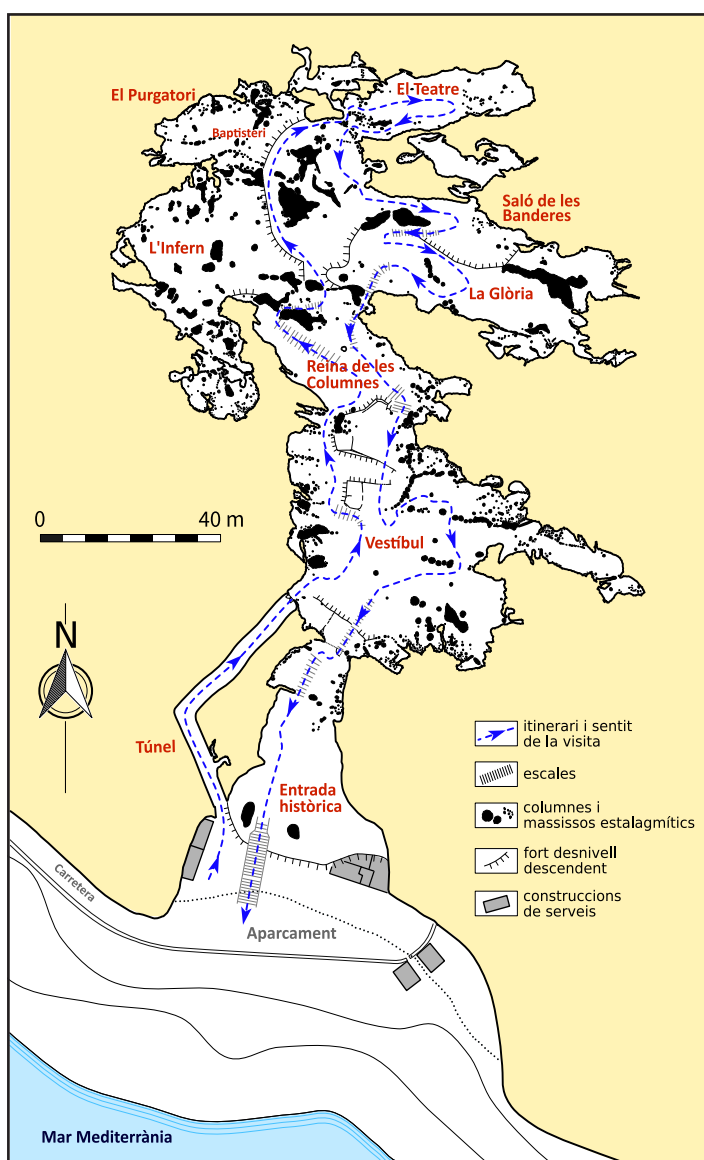 El Teatre
El Purgatori
Baptisteri
Saló de les
Banderes
L'Infern
La Glòria
Reina de les
Columnes
0 40 m
Vestíbul
N
Túnel
itinerari i sentit
de la visita
escales
Entrada
històrica
columnes i
massissos estalagmítics
fort desnivell
descendent
Carretera
construccions
de serveis
Aparcament
Mar Mediterrània